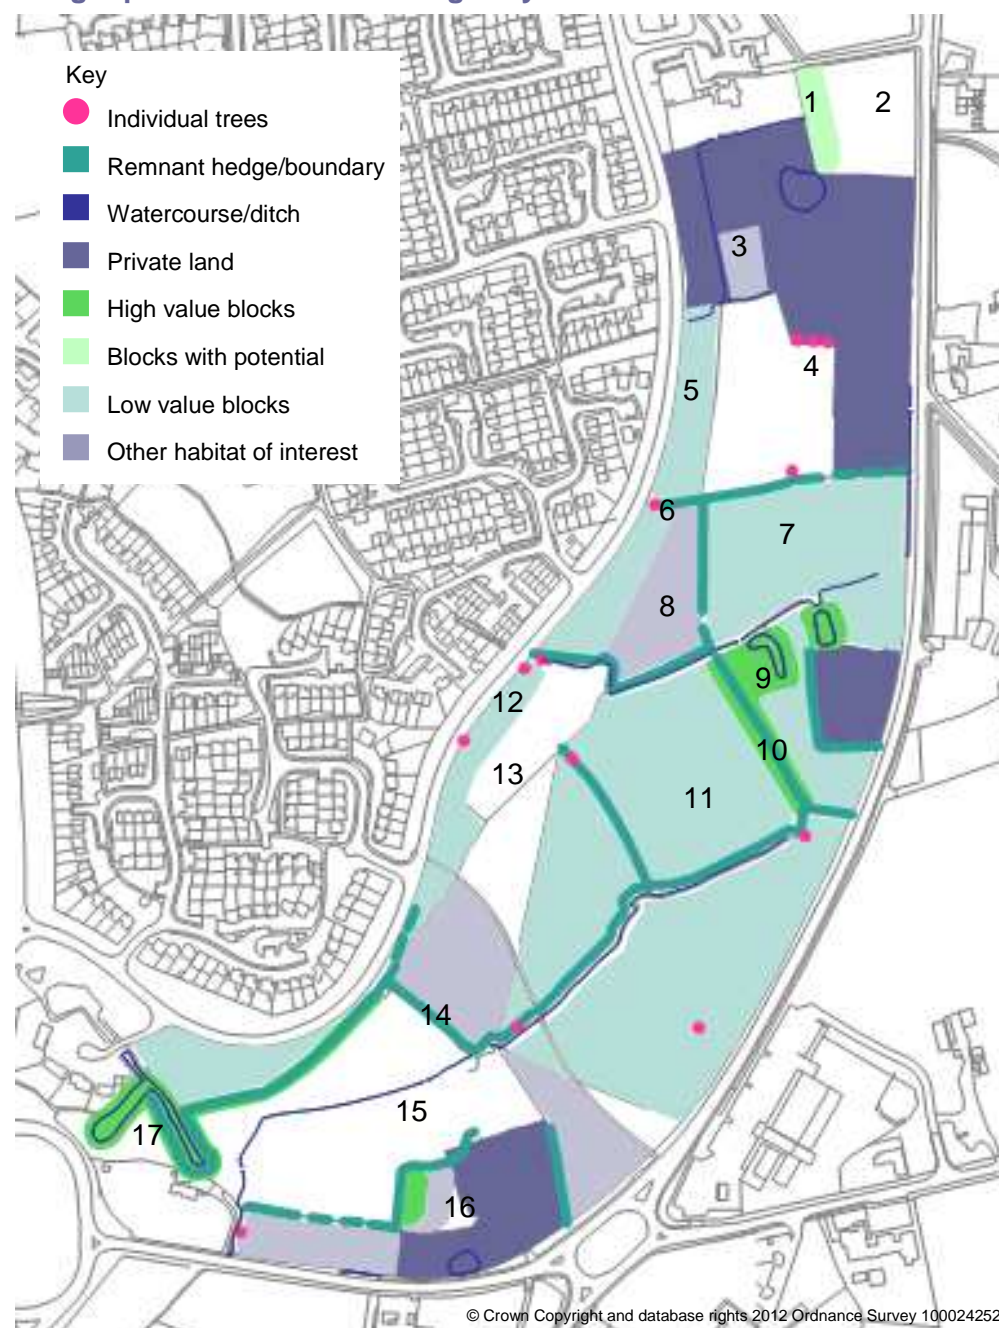 Key
Individual trees
Remnant hedge/boundary
Watercourse/ditch
Private land
High value blocks
Blocks with potential
Low value blocks
Other habitat of interest
1
2
3
4
5
6
7
8
9
10
11
12
13
14
15
16
17
© Crown Copyright and database rights 2012 Ordnance Survey 100024252